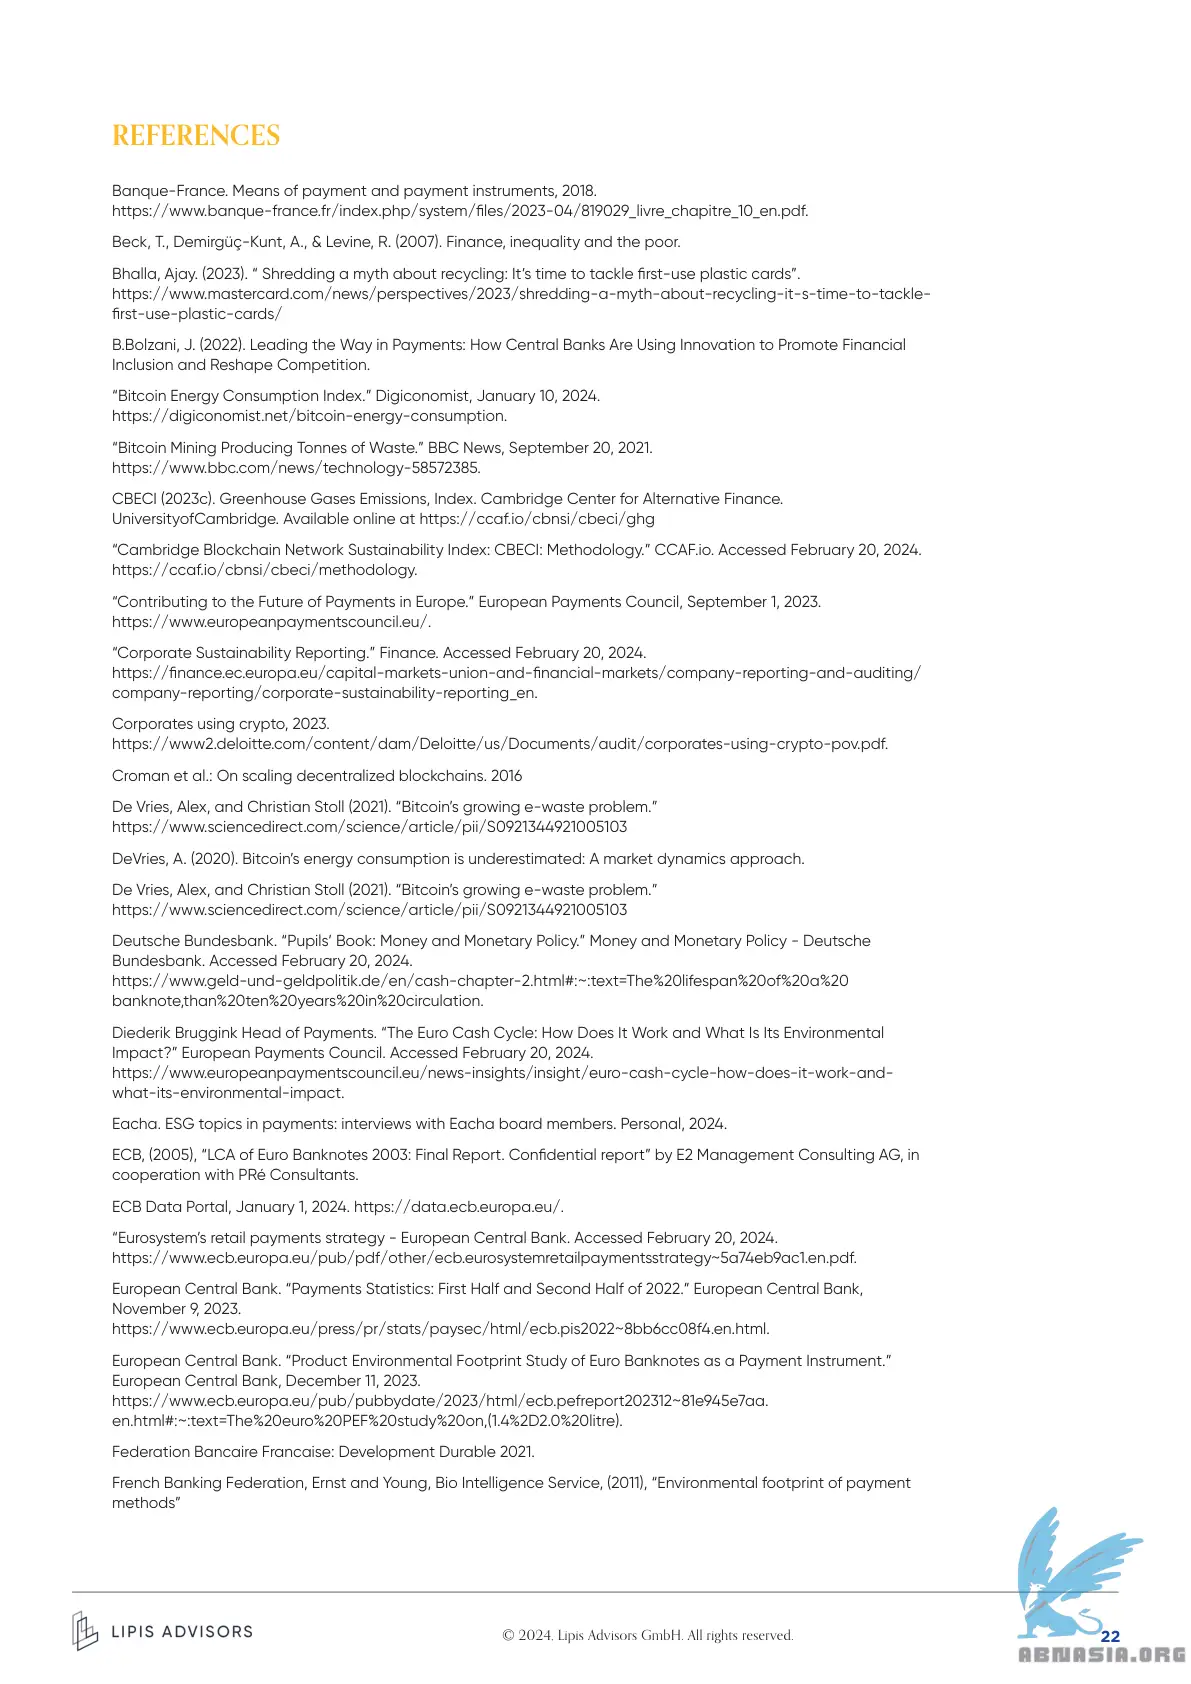 REFERENCES
Banque-France. Means of payment and payment instruments, 2018.
https://www.banque-france.fr/index.php/system/files/2023-04/819029_livre_chapitre_10_en.pdf.
Beck, T., Demirgüç-Kunt, A., & Levine, R. (2007). Finance, inequality and the poor.
Bhalla, Ajay. (2023). “ Shredding a myth about recycling: It’s time to tackle first-use plastic cards”.
https://www.mastercard.com/news/perspectives/2023/shredding-a-myth-about-recycling-it-s-time-to-tackle-
first-use-plastic-cards/
B.Bolzani, J. (2022). Leading the Way in Payments: How Central Banks Are Using Innovation to Promote Financial
Inclusion and Reshape Competition.
“Bitcoin Energy Consumption Index.” Digiconomist, January 10, 2024.
https://digiconomist.net/bitcoin-energy-consumption.
“Bitcoin Mining Producing Tonnes of Waste.” BBC News, September 20, 2021.
https://www.bbc.com/news/technology-58572385.
CBECI (2023c). Greenhouse Gases Emissions, Index. Cambridge Center for Alternative Finance.
UniversityofCambridge. Available online at https://ccaf.io/cbnsi/cbeci/ghg
“Cambridge Blockchain Network Sustainability Index: CBECI: Methodology.” CCAF.io. Accessed February 20, 2024.
https://ccaf.io/cbnsi/cbeci/methodology.
“Contributing to the Future of Payments in Europe.” European Payments Council, September 1, 2023.
https://www.europeanpaymentscouncil.eu/.
“Corporate Sustainability Reporting.” Finance. Accessed February 20, 2024.
https://finance.ec.europa.eu/capital-markets-union-and-financial-markets/company-reporting-and-auditing/
company-reporting/corporate-sustainability-reporting_en.
Corporates using crypto, 2023.
https://www2.deloitte.com/content/dam/Deloitte/us/Documents/audit/corporates-using-crypto-pov.pdf.
Croman et al.: On scaling decentralized blockchains. 2016
De Vries, Alex, and Christian Stoll (2021). “Bitcoin’s growing e-waste problem.”
https://www.sciencedirect.com/science/article/pii/S0921344921005103
DeVries, A. (2020). Bitcoin’s energy consumption is underestimated: A market dynamics approach.
De Vries, Alex, and Christian Stoll (2021). “Bitcoin’s growing e-waste problem.”
https://www.sciencedirect.com/science/article/pii/S0921344921005103
Deutsche Bundesbank. “Pupils’ Book: Money and Monetary Policy.” Money and Monetary Policy - Deutsche
Bundesbank. Accessed February 20, 2024.
https://www.geld-und-geldpolitik.de/en/cash-chapter-2.html#:~:text=The%20lifespan%20of%20a%20
banknote,than%20ten%20years%20in%20circulation.
Diederik Bruggink Head of Payments. “The Euro Cash Cycle: How Does It Work and What Is Its Environmental
Impact?” European Payments Council. Accessed February 20, 2024.
https://www.europeanpaymentscouncil.eu/news-insights/insight/euro-cash-cycle-how-does-it-work-and-
what-its-environmental-impact.
Eacha. ESG topics in payments: interviews with Eacha board members. Personal, 2024.
ECB, (2005), “LCA of Euro Banknotes 2003: Final Report. Confidential report” by E2 Management Consulting AG, in
cooperation with PRé Consultants.
ECB Data Portal, January 1, 2024. https://data.ecb.europa.eu/.
“Eurosystem’s retail payments strategy - European Central Bank. Accessed February 20, 2024.
https://www.ecb.europa.eu/pub/pdf/other/ecb.eurosystemretailpaymentsstrategy~5a74eb9ac1.en.pdf.
European Central Bank. “Payments Statistics: First Half and Second Half of 2022.” European Central Bank,
November 9, 2023.
https://www.ecb.europa.eu/press/pr/stats/paysec/html/ecb.pis2022~8bb6cc08f4.en.html.
European Central Bank. “Product Environmental Footprint Study of Euro Banknotes as a Payment Instrument.”
European Central Bank, December 11, 2023.
https://www.ecb.europa.eu/pub/pubbydate/2023/html/ecb.pefreport202312~81e945e7aa.
en.html#:~:text=The%20euro%20PEF%20study%20on,(1.4%2D2.0%20litre).
Federation Bancaire Francaise: Development Durable 2021.
French Banking Federation, Ernst and Young, Bio Intelligence Service, (2011), “Environmental footprint of payment
methods”
LIPIS ADVISORS
© 2024. Lipis Advisors GmbH. All rights reserved.
22
ABNASIA.ORG